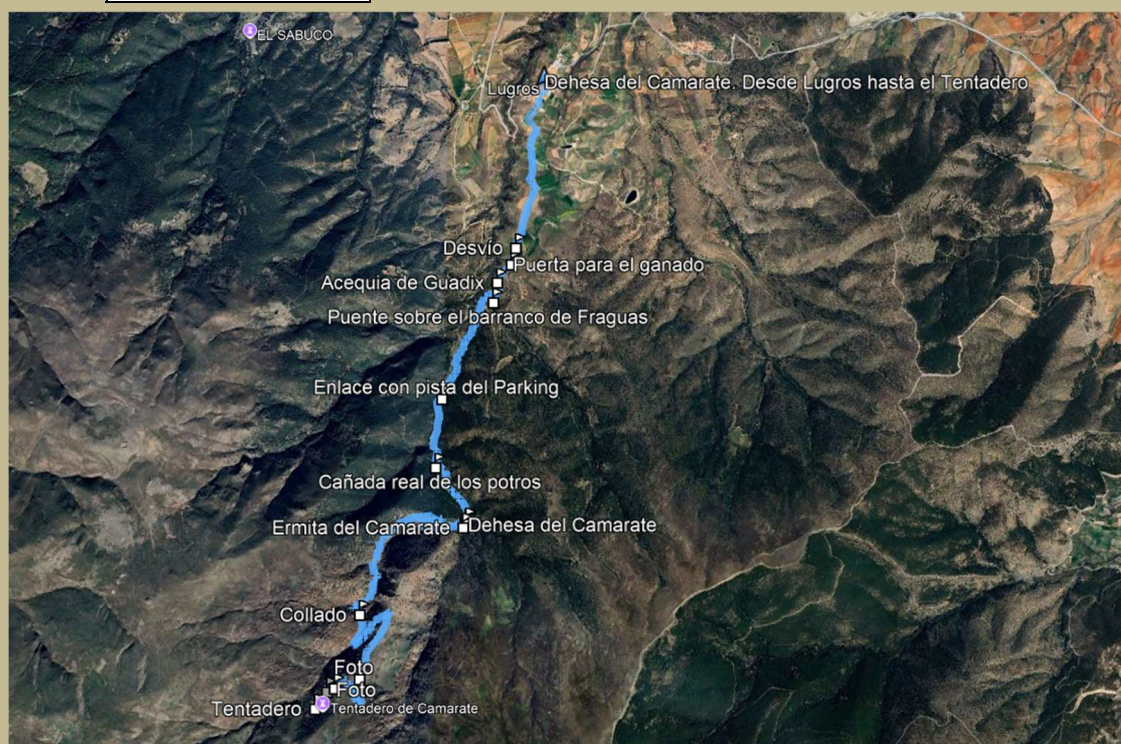 EL SABUCO
Lugros
Dehesa del Camarate. Desde Lugros hasta el Tentadero
Desvío
Puerta para el ganado
Acequia de Guadix
Puente sobre el barranco de Fraguas
Enlace con pista del Parking
Cañada real de los potros
Ermita del Camarate
Dehesa del Camarate
Collado
Foto
Foto
Tentadero
Tentadero de Camarate